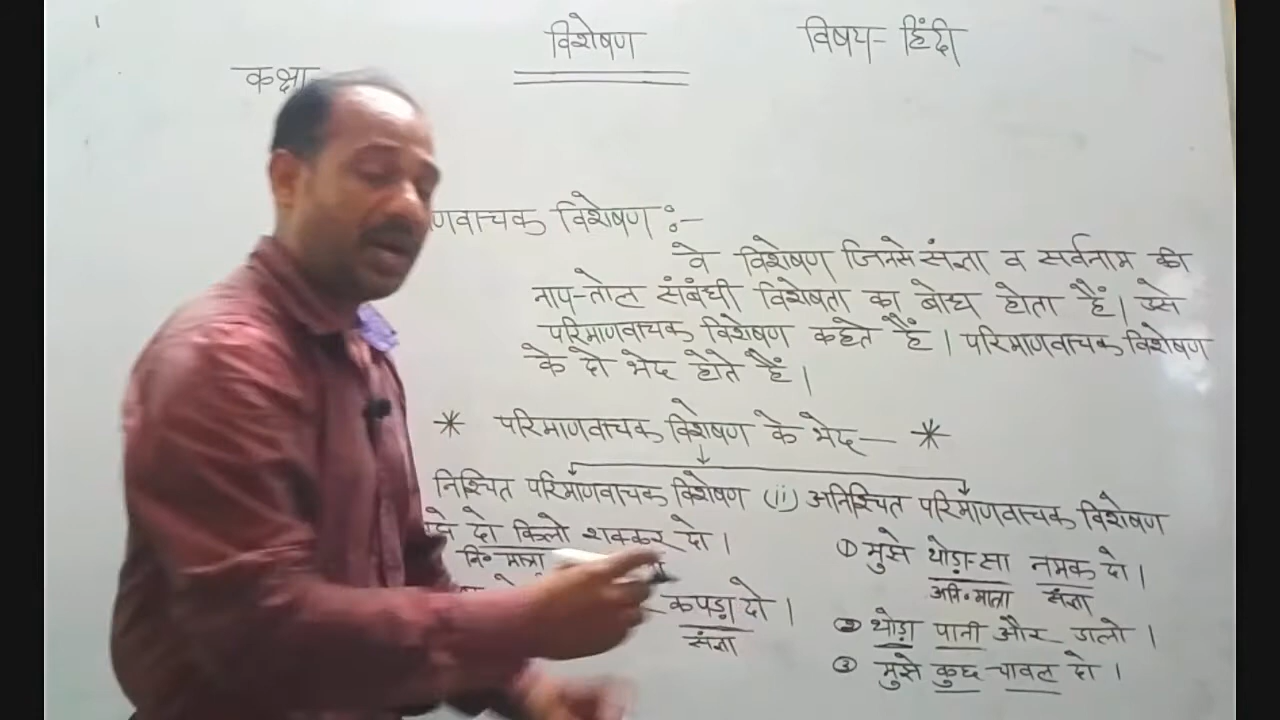 विशेषण
विषय- हिंदी
कक्षा
णवाचक विशेषण :-
वे विशेषण जिनसे संज्ञा व सर्वनाम की
नाप-तोल संबंधी विशेषता का बोध होता हैं। उसे
परिमाणवाचक विशेषण कहते हैं। परिमाणवाचक विशेषण
के दो भेद होते हैं।
* परिमाणवाचक विशेषण के भेद— *
निश्चित परिमाणवाचक विशेषण (ii) अनिश्चित परिमाणवाचक विशेषण
दो किलो शक्कर दो।
नि॰ मात्रा
कपड़ा दो।
संज्ञा
① मुझे थोड़ा-सा नमक दो।
अनि॰मात्रा संज्ञा
② थोड़ा पानी और डालो।
③ मुझे कुछ चावल दो।